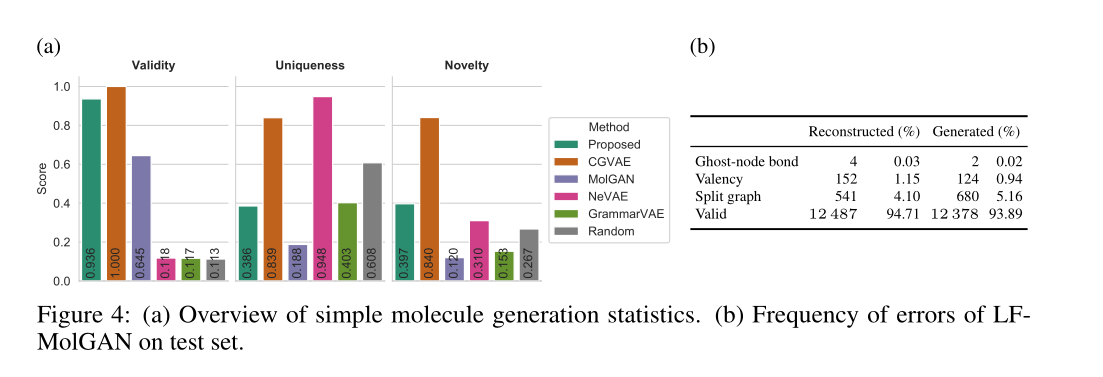 (a)
Validity
Uniqueness
Novelty
Score
1.0
0.8
0.6
0.4
0.2
0.0
0.936
1.000
0.645
0.118
0.117
0.113
0.386
0.839
0.188
0.948
0.403
0.608
0.397
0.840
0.120
0.310
0.153
0.267
Method
Proposed
CGVAE
MolGAN
NeVAE
GrammarVAE
Random
(b)
Reconstructed (%) Generated (%)
Ghost-node bond 4 0.03 2 0.02
Valency 152 1.15 124 0.94
Split graph 541 4.10 680 5.16
Valid 12 487 94.71 12 378 93.89
Figure 4: (a) Overview of simple molecule generation statistics. (b) Frequency of errors of LF-
MolGAN on test set.